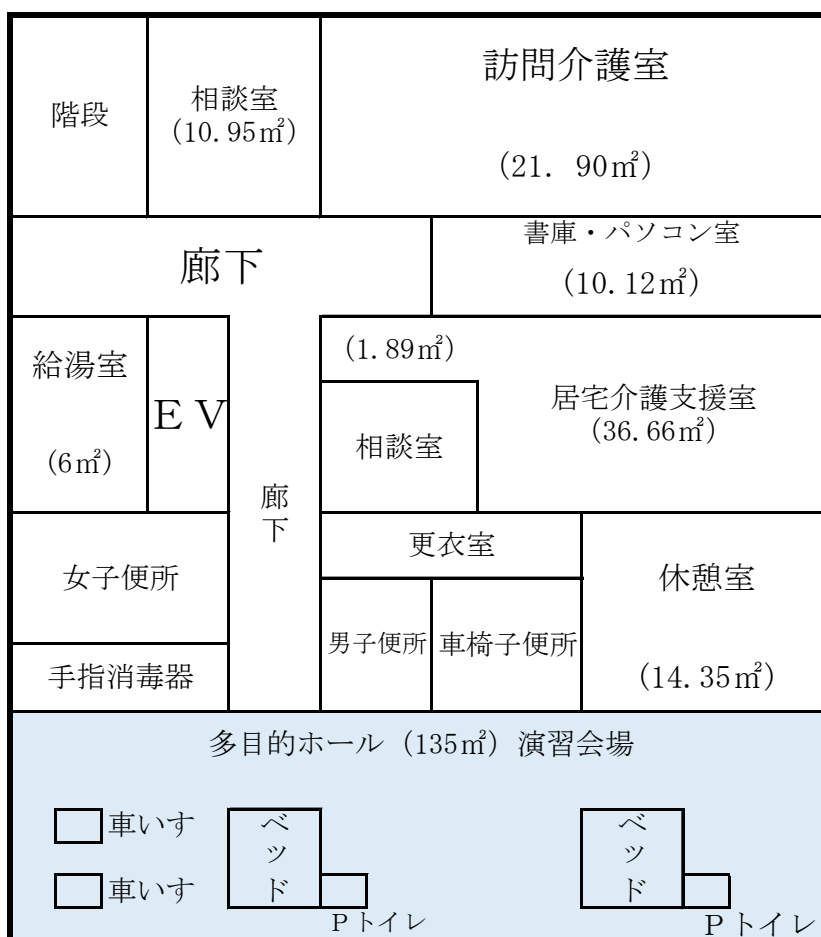 階段
相談室
(10.95㎡)
訪問介護室
(21. 90㎡)
廊下
書庫・パソコン室
(10.12㎡)
給湯室
(6㎡)
ＥＶ
廊下
(1.89㎡)
相談室
居宅介護支援室
(36.66㎡)
女子便所
手指消毒器
更衣室
男子便所
車椅子便所
休憩室
(14.35㎡)
多目的ホール (135㎡) 演習会場
車いす
車いす
ベッド
Ｐトイレ
ベッド
Ｐトイレ